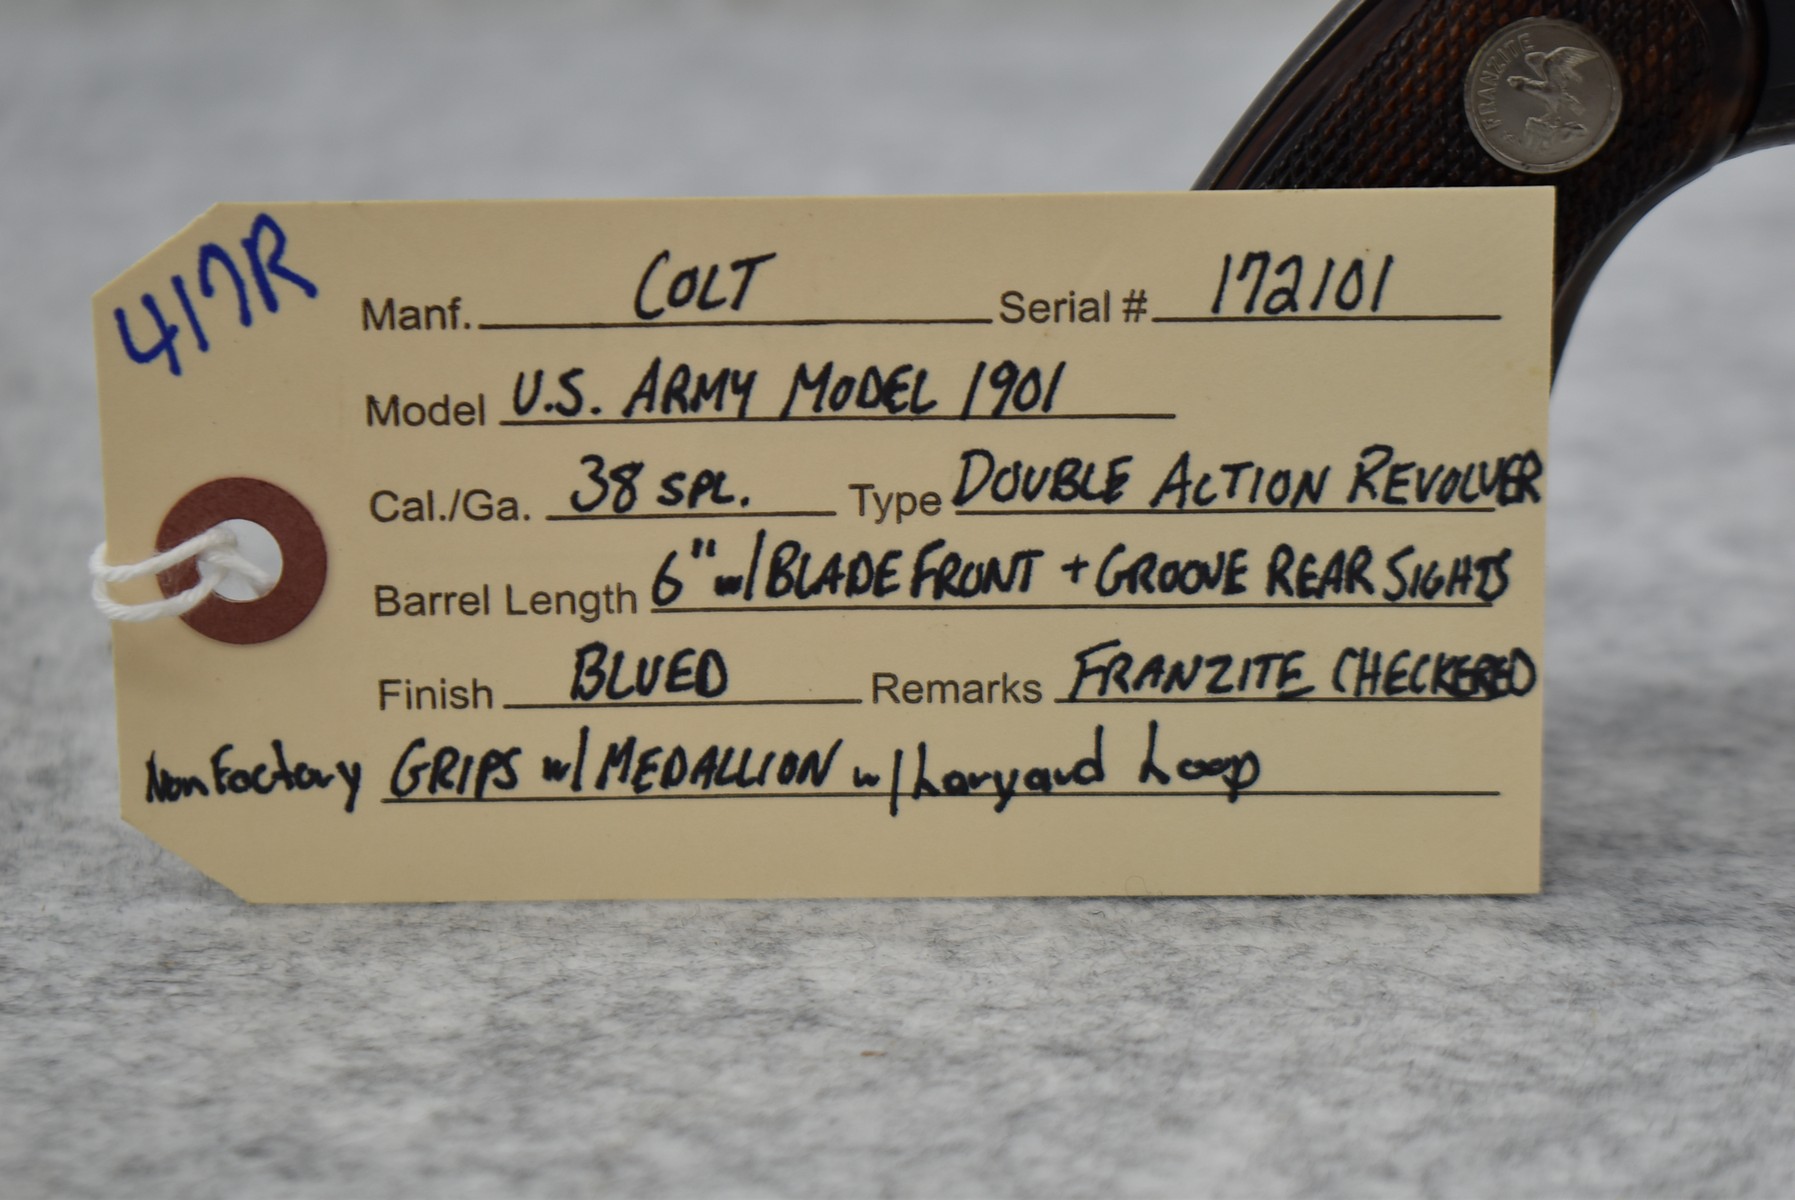 FRANZITE
417R
Manf. COLT Serial # 172101
Model U.S. ARMY MODEL 1901
Cal./Ga. 38 SPL. Type DOUBLE ACTION REVOLVER
Barrel Length 6" w/ BLADE FRONT + GROOVE REAR SIGHTS
Finish BLUED Remarks FRANZITE CHECKERED
Non Factory GRIPS w/ MEDALLION w/ Lanyard Loop